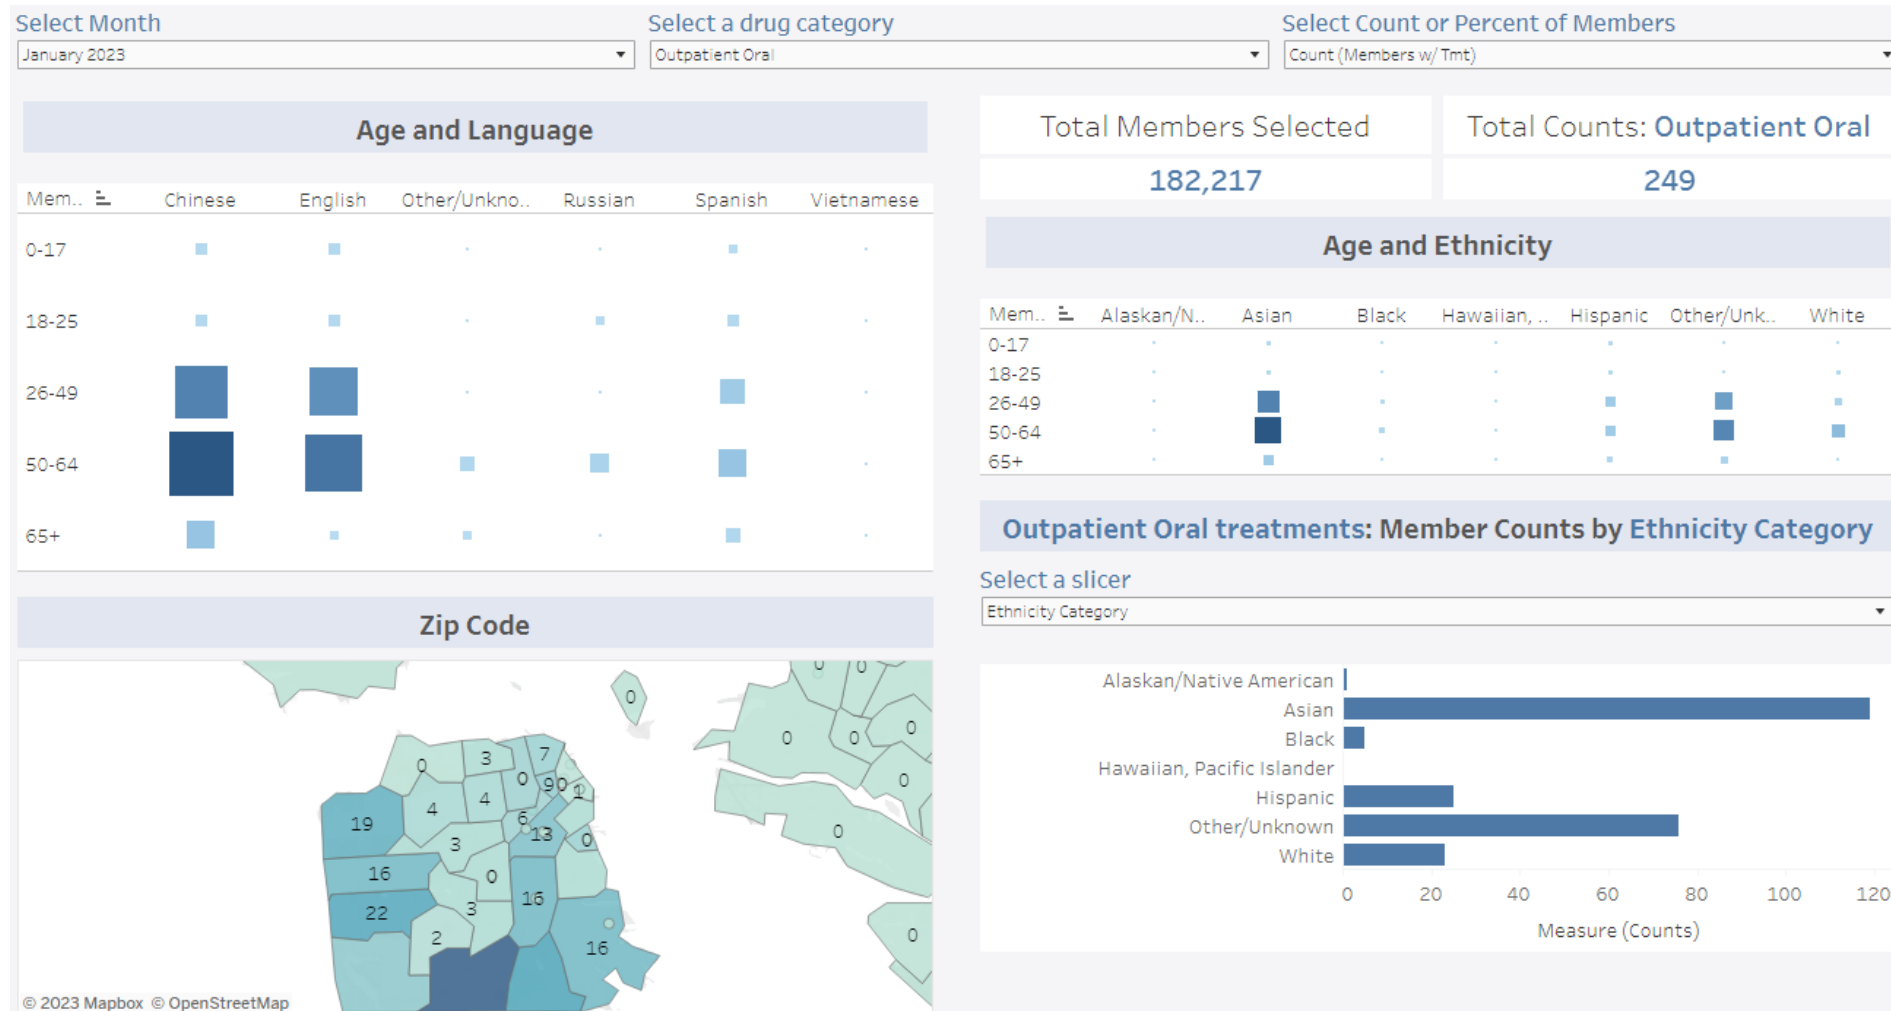 Select Month
January 2023
Select a drug category
Outpatient Oral
Select Count or Percent of Members
Count (Members w/ Tmt)
Age and Language
Mem.. Chinese English Other/Unkno.. Russian Spanish Vietnamese
0-17
18-25
26-49
50-64
65+
Zip Code
0
0 0
0 3 7
0 0 0
0 90 1
4 4
0
19 6 13 0
0
3
16 0
16
22 3
2 16
0
© 2023 Mapbox © OpenStreetMap
Total Members Selected
182,217
Total Counts: Outpatient Oral
249
Age and Ethnicity
Mem.. Alaskan/N.. Asian Black Hawaiian, .. Hispanic Other/Unk.. White
0-17
18-25
26-49
50-64
65+
Outpatient Oral treatments: Member Counts by Ethnicity Category
Select a slicer
Ethnicity Category
Alaskan/Native American
Asian
Black
Hawaiian, Pacific Islander
Hispanic
Other/Unknown
White
0 20 40 60 80 100 120
Measure (Counts)